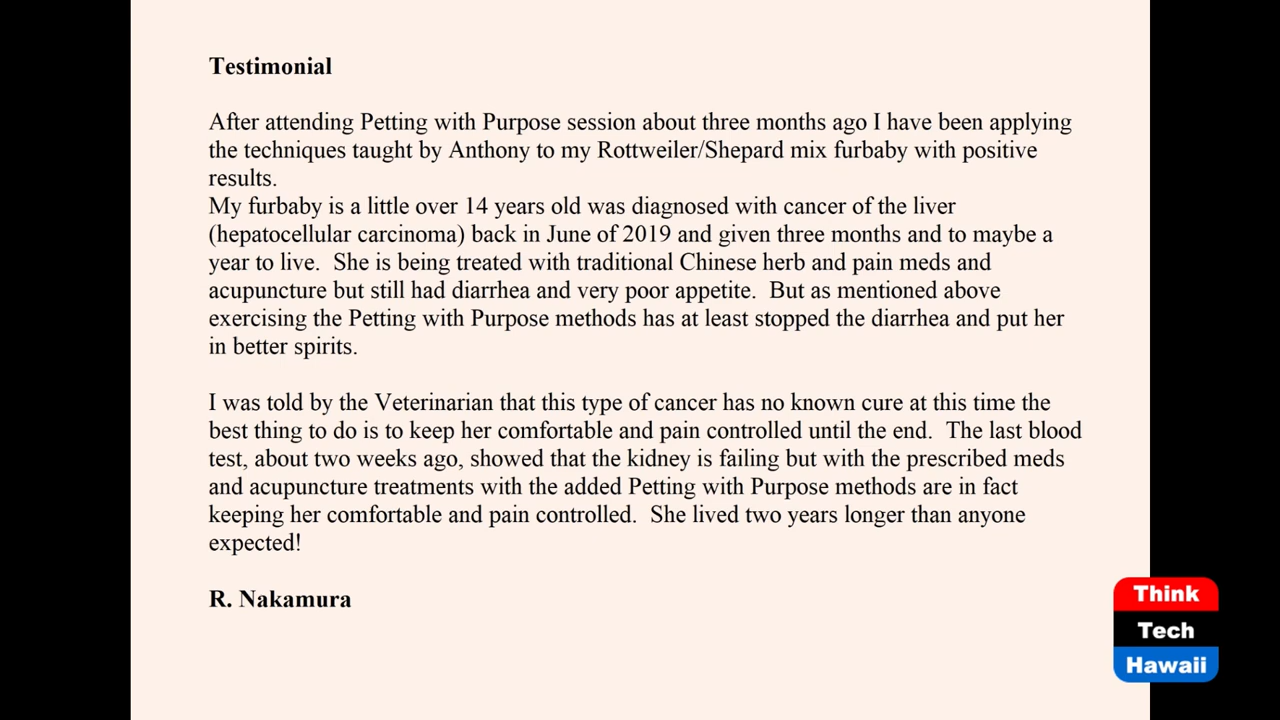 Testimonial
After attending Petting with Purpose session about three months ago I have been applying
the techniques taught by Anthony to my Rottweiler/Shepard mix furbaby with positive
results.
My furbaby is a little over 14 years old was diagnosed with cancer of the liver
(hepatocellular carcinoma) back in June of 2019 and given three months and to maybe a
year to live.  She is being treated with traditional Chinese herb and pain meds and
acupuncture but still had diarrhea and very poor appetite.  But as mentioned above
exercising the Petting with Purpose methods has at least stopped the diarrhea and put her
in better spirits.
I was told by the Veterinarian that this type of cancer has no known cure at this time the
best thing to do is to keep her comfortable and pain controlled until the end.  The last blood
test, about two weeks ago, showed that the kidney is failing but with the prescribed meds
and acupuncture treatments with the added Petting with Purpose methods are in fact
keeping her comfortable and pain controlled.  She lived two years longer than anyone
expected!
R. Nakamura
Think
Tech
Hawaii